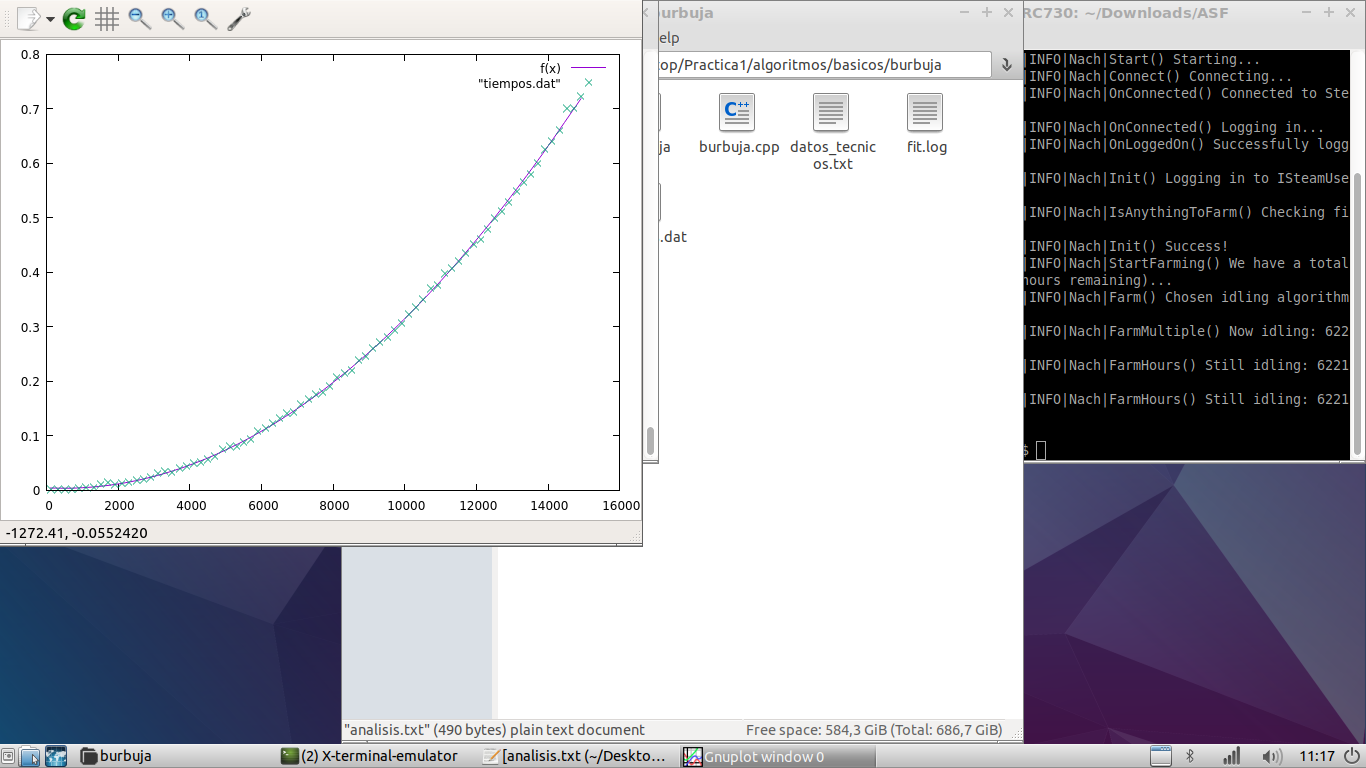 0.8
0.7
0.6
0.5
0.4
0.3
0.2
0.1
0
f(x)
"tiempos.dat"
0 2000 4000 6000 8000 10000 12000 14000 16000
-1272.41, -0.0552420
burbuja
elp
op/Practica1/algoritmos/basicos/burbuja
ja
C++
burbuja.cpp
datos_tecnic
os.txt
fit.log
.dat
"analisis.txt" (490 bytes) plain text document
Free space: 584,3 GiB (Total: 686,7 GiB)
RC730: ~/Downloads/ASF
|INFO|Nach|Start() Starting...
|INFO|Nach|Connect() Connecting...
|INFO|Nach|OnConnected() Connected to Ste
|INFO|Nach|OnConnected() Logging in...
|INFO|Nach|OnLoggedOn() Successfully logg
|INFO|Nach|Init() Logging in to ISteamUse
|INFO|Nach|IsAnythingToFarm() Checking fi
|INFO|Nach|Init() Success!
|INFO|Nach|StartFarming() We have a total
hours remaining)...
|INFO|Nach|Farm() Chosen idling algorithm
|INFO|Nach|FarmMultiple() Now idling: 622
|INFO|Nach|FarmHours() Still idling: 6221
|INFO|Nach|FarmHours() Still idling: 6221
$
burbuja
(2) X-terminal-emulator
[analisis.txt (~/Deskto...
Gnuplot window 0
11:17